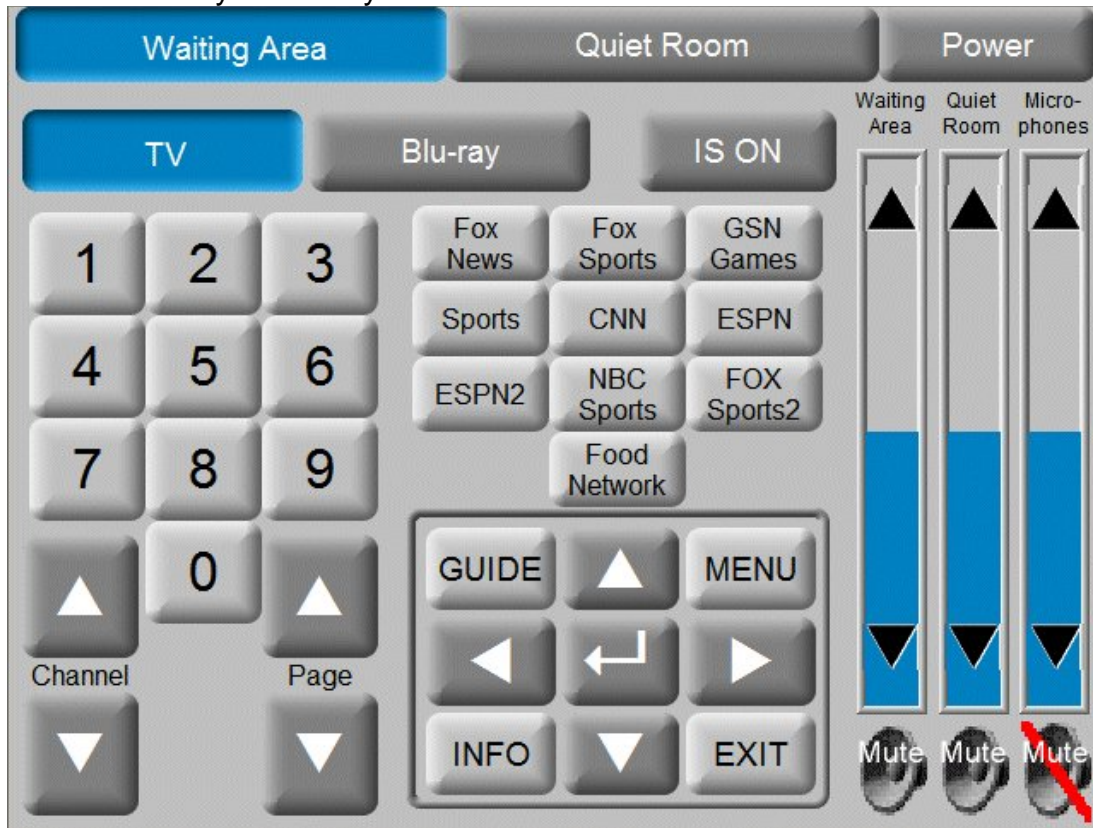 Waiting Area
Quiet Room
Power
TV
Blu-ray
IS ON
Waiting
Area
Quiet
Room
Micro-
phones
1 2 3
4 5 6
7 8 9
0
Channel
Page
Fox
News
Fox
Sports
GSN
Games
Sports
CNN
ESPN
ESPN2
NBC
Sports
FOX
Sports2
Food
Network
GUIDE
MENU
INFO
EXIT
Mute
Mute
Mute